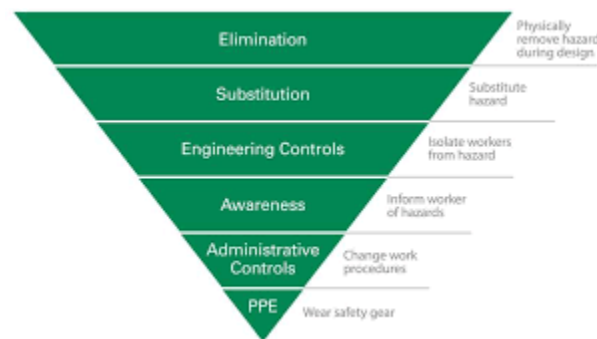 Elimination
Physically
remove hazard
during design
Substitution
Substitute
hazard
Engineering Controls
Isolate workers
from hazard
Awareness
Inform worker
of hazards
Administrative
Controls
Change work
procedures
PPE
Wear safety gear